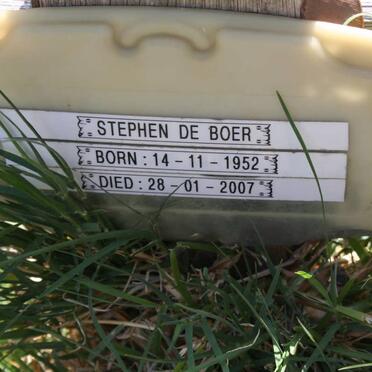 STEPHEN DE BOER
BORN : 14 - 11 - 1952
DIED : 28 - 01 - 2007